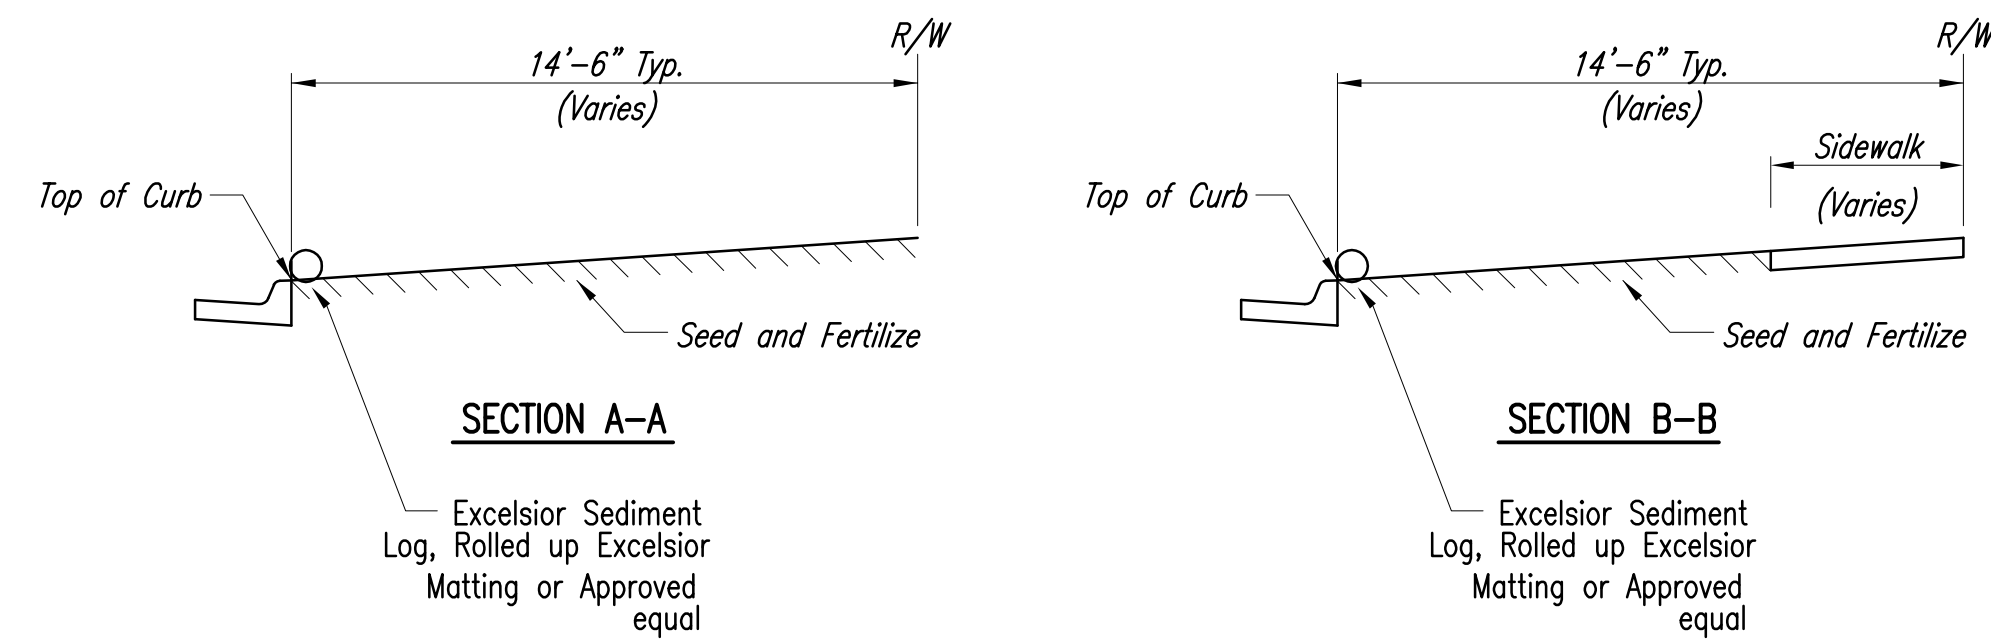 R/W
14'-6" Typ.
(Varies)
Top of Curb
Seed and Fertilize
SECTION A-A
Excelsior Sediment
Log, Rolled up Excelsior
Matting or Approved
equal
R/W
14'-6" Typ.
(Varies)
Sidewalk
(Varies)
Top of Curb
Seed and Fertilize
SECTION B-B
Excelsior Sediment
Log, Rolled up Excelsior
Matting or Approved
equal